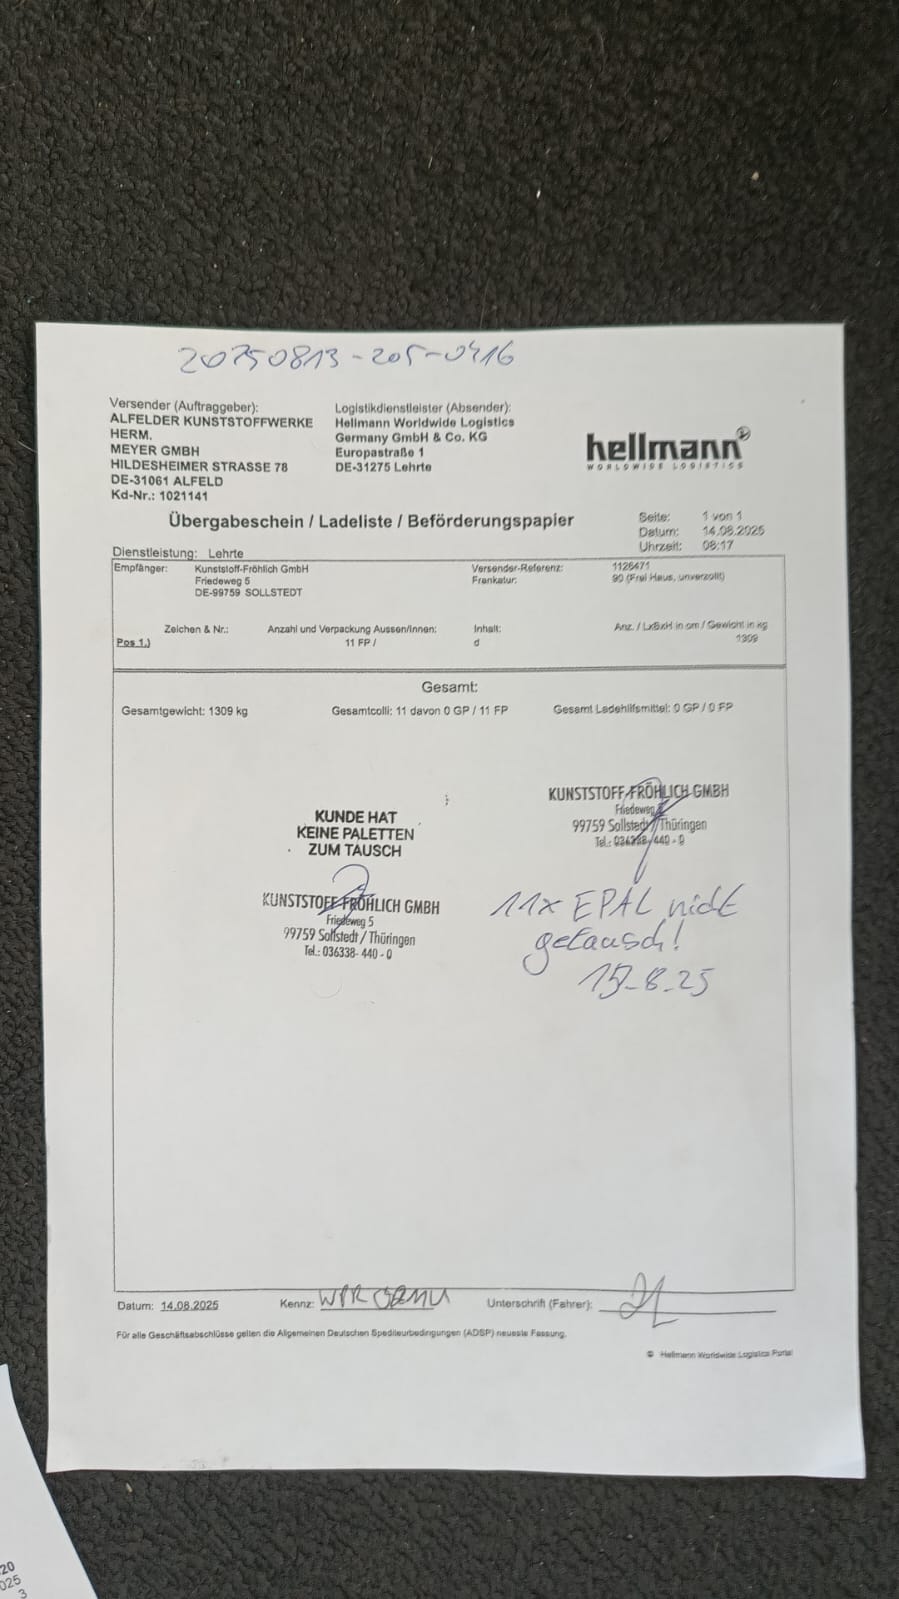 20250813-205-0416
Versender (Auftraggeber):
ALFELDER KUNSTSTOFFWERKE
HERM.
MEYER GMBH
HILDESHEIMER STRASSE 78
DE-31061 ALFELD
Kd-Nr.: 1021141
Logistikdienstleister (Absender):
Hellmann Worldwide Logistics
Germany GmbH & Co. KG
Europastraße 1
DE-31275 Lehrte
hellmann
WORLDWIDE LOGISTICS
Übergabeschein / Ladeliste / Beförderungspapier
Seite: 1 von 1
Datum: 14.08.2025
Uhrzeit: 08:17
Dienstleistung: Lehrte
Empfänger: Kunststoff-Fröhlich GmbH
Friedeweg 5
DE-99759 SOLLSTEDT
Versender-Referenz: 1126471
Frankatur: 90 (Frei Haus, unverzollt)
Zeichen & Nr.: Anzahl und Verpackung Aussen/Innen: Inhalt: Anz. / LxBxH in cm / Gewicht in kg
Pos 1.) 11 FP / d 1309
Gesamt:
Gesamtgewicht: 1309 kg Gesamtcolli: 11 davon 0 GP / 11 FP Gesamt Ladehilfsmittel: 0 GP / 0 FP
KUNDE HAT
KEINE PALETTEN
ZUM TAUSCH
KUNSTSTOFF-FRÖHLICH GMBH
Friedeweg 5
99759 Sollstedt / Thüringen
Tel.: 036338- 440 - 0
KUNSTSTOFF-FRÖHLICH GMBH
Friedeweg
99759 Sollstedt / Thüringen
Tel.: 036338- 440 - 0
11x EPAL nicht
getausch!
15-8-25
Datum: 14.08.2025 Kennz: Unterschrift (Fahrer):
Für alle Geschäftsabschlüsse gelten die Allgemeinen Deutschen Spediteurbedingungen (ADSP) neueste Fassung.
© Hellmann Worldwide Logistics Portal
20
025
3